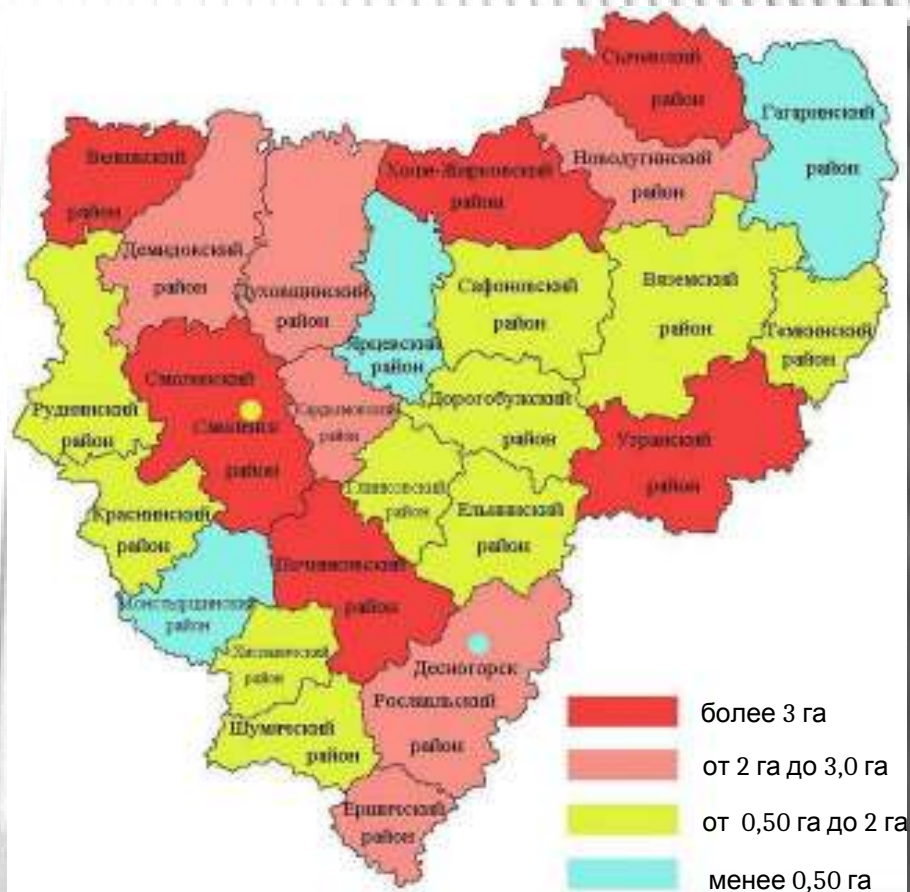 Сычевский
район
Гагаринский
район
Новодугинский
район
Холм-Жирковский
район
Велижский
район
Демидокский
район
Духовщинский
район
Ярцевский
район
Сафоновский
район
Вяземский
район
Темкинский
район
Угранский
район
Дорогобужский
район
Смоленский
Смоленск
район
Кардымовский
район
Руднянский
район
Глинковский
район
Ельнинский
район
Краснинский
район
Монстырщинский
район
Починковский
район
Хиславичский
район
Шумячский
район
Десногорск
Рославльский
район
Ершичский
район
более 3 га
от 2 га до 3,0 га
от 0,50 га до 2 га
менее 0,50 га